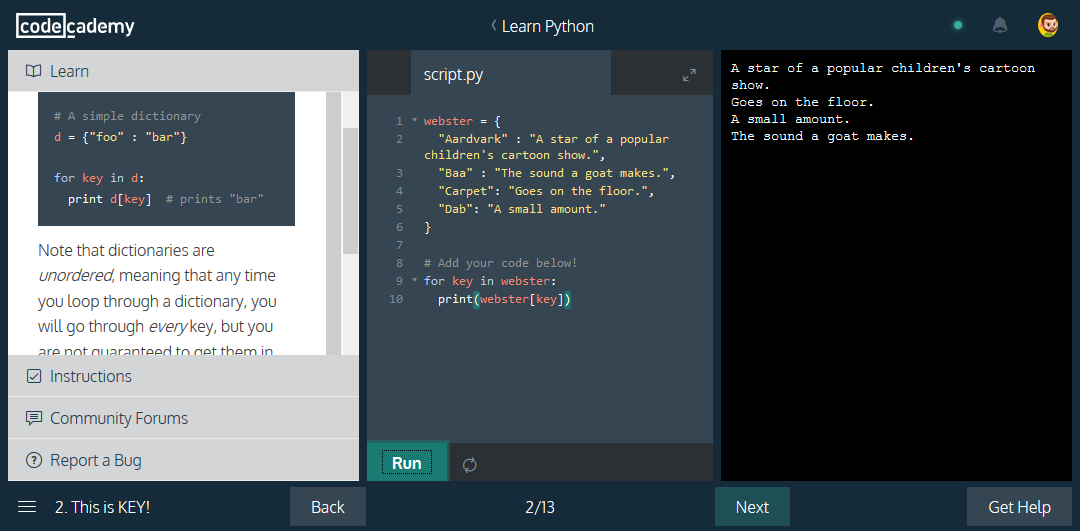 codecademy
Learn Python
Learn
# A simple dictionary
d = {"foo" : "bar"}
for key in d:
print d[key]  # prints "bar"
Note that dictionaries are
unordered, meaning that any time
you loop through a dictionary, you
will go through every key, but you
are not guaranteed to get them in
Instructions
Community Forums
Report a Bug
script.py
1 webster = {
2 "Aardvark" : "A star of a popular
children's cartoon show.",
3 "Baa" : "The sound a goat makes.",
4 "Carpet": "Goes on the floor.",
5 "Dab": "A small amount."
6 }
7
8 # Add your code below!
9 for key in webster:
10 print(webster[key])
Run
A star of a popular children's cartoon
show.
Goes on the floor.
A small amount.
The sound a goat makes.
2. This is KEY!
Back
2/13
Next
Get Help